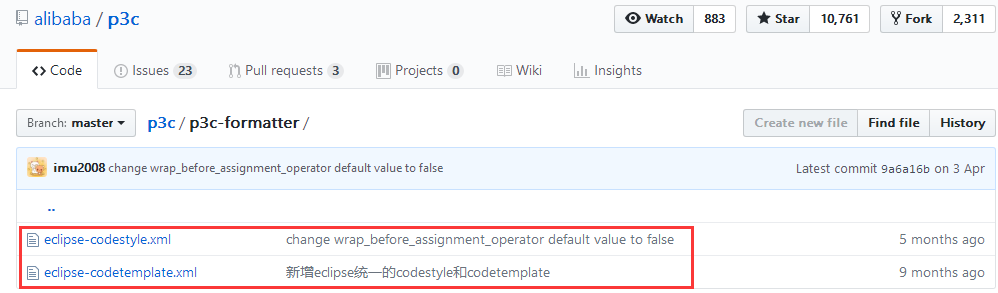 alibaba / p3c Watch 883 Star 10,761 Fork 2,311
Code Issues 23 Pull requests 3 Projects 0 Wiki Insights
Branch: master p3c / p3c-formatter / Create new file Find file History
imu2008 change wrap_before_assignment_operator default value to false Latest commit 9a6a16b on 3 Apr
..
eclipse-codestyle.xml change wrap_before_assignment_operator default value to false 5 months ago
eclipse-codetemplate.xml 新增eclipse统一的codestyle和codetemplate 9 months ago